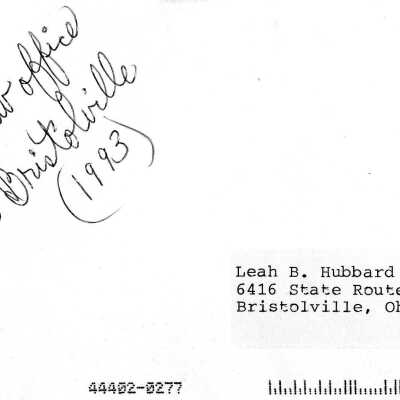 office
Bristolville
(1993)
Leah B. Hubbard
6416 State Route
Bristolville, Oh
44402-0277